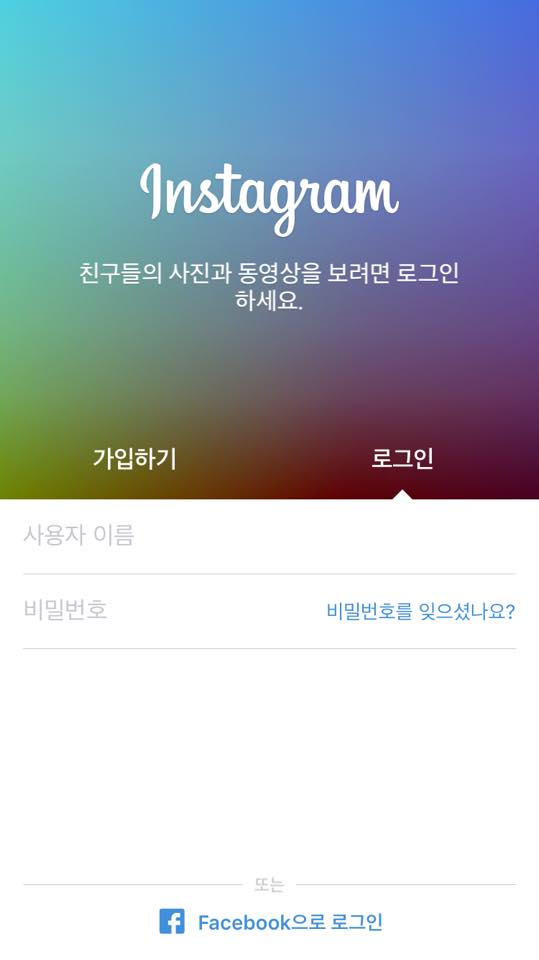 Instagram
친구들의 사진과 동영상을 보려면 로그인
하세요.
가입하기
로그인
사용자 이름
비밀번호
비밀번호를 잊으셨나요?
또는
Facebook으로 로그인